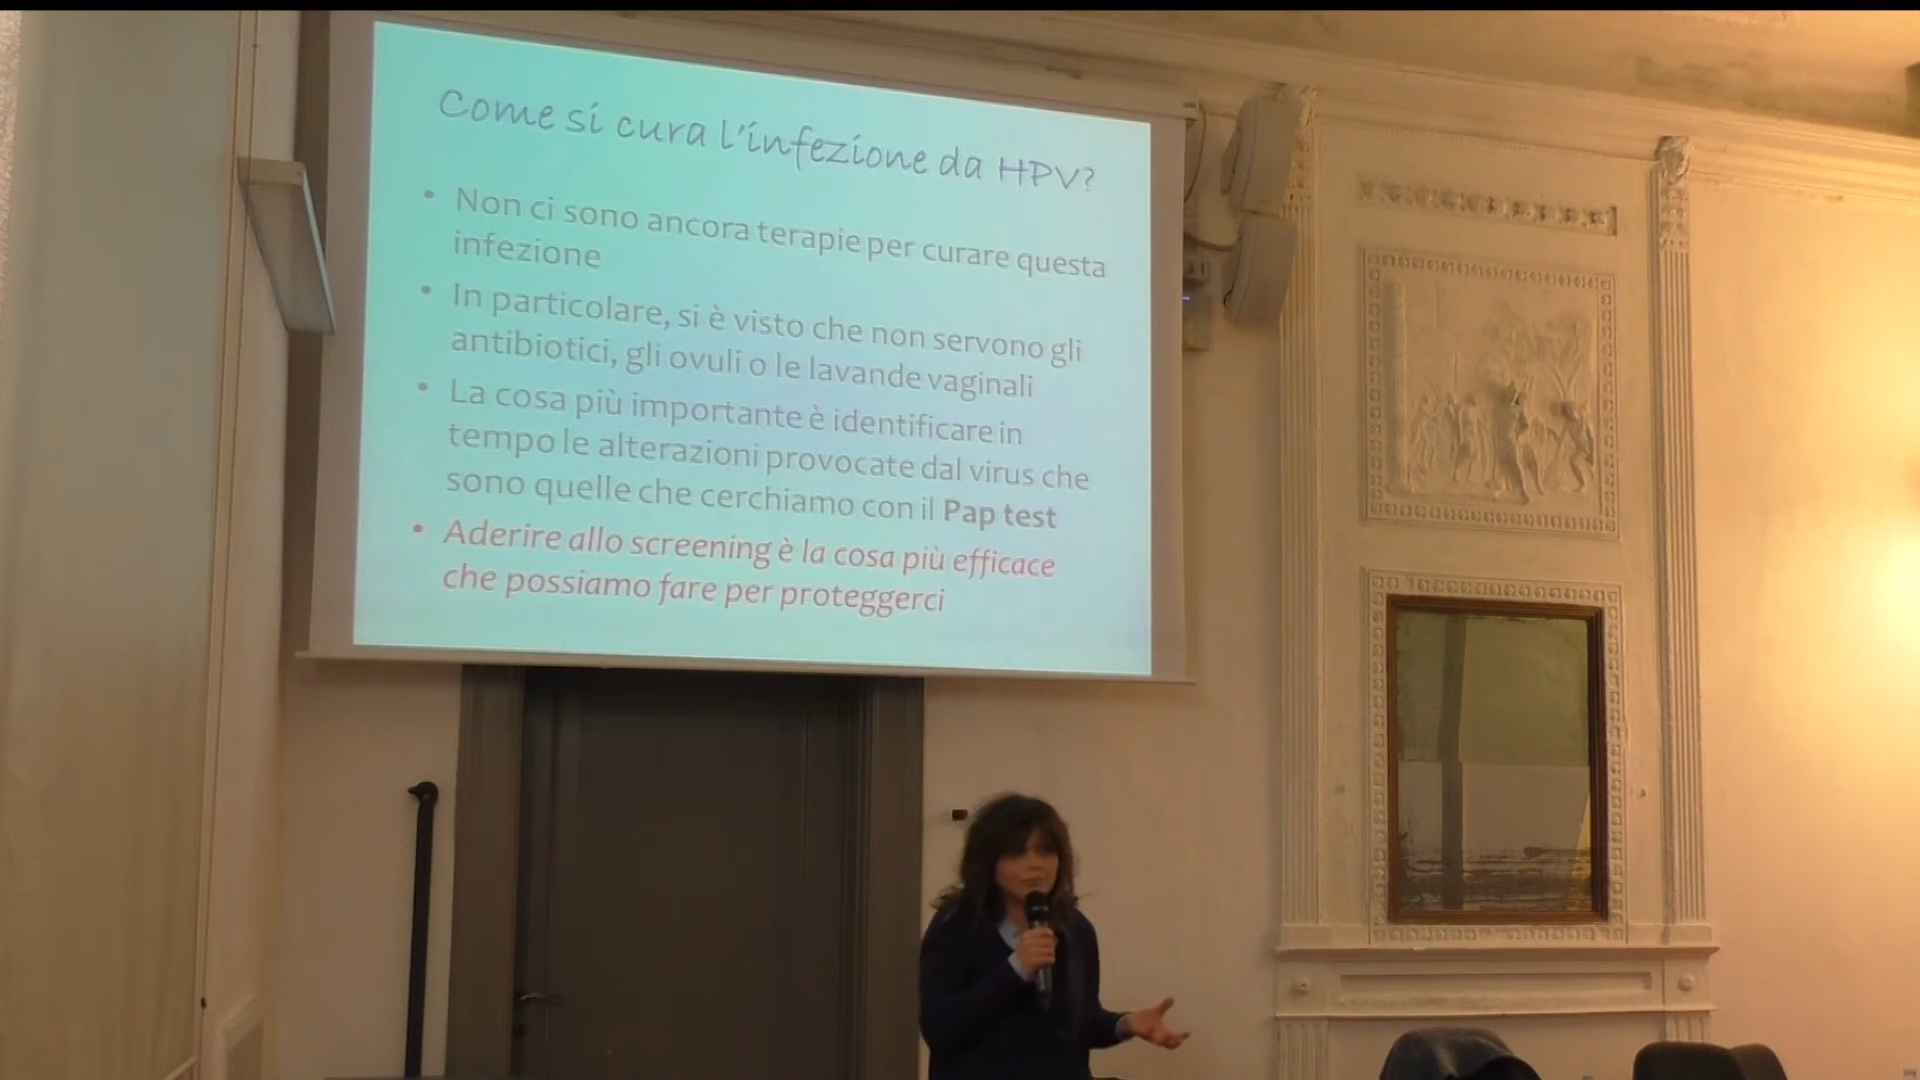 Come si cura l'infezione da HPV?
• Non ci sono ancora terapie per curare questa
infezione
• In particolare, si è visto che non servono gli
antibiotici, gli ovuli o le lavande vaginali
• La cosa più importante è identificare in
tempo le alterazioni provocate dal virus che
sono quelle che cerchiamo con il Pap test
• Aderire allo screening è la cosa più efficace
che possiamo fare per proteggerci